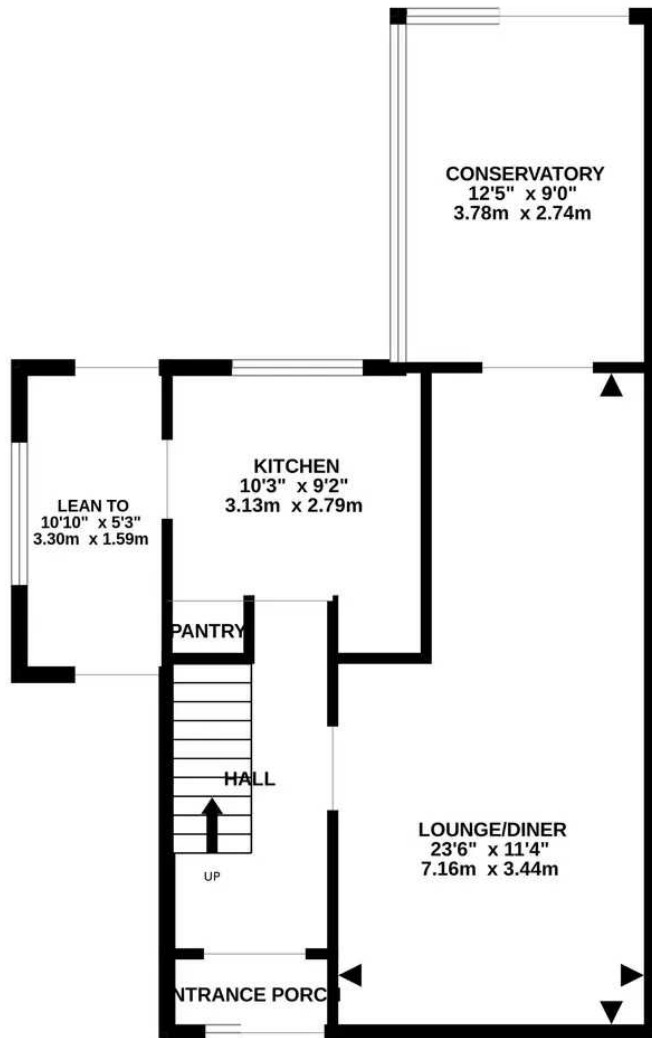 CONSERVATORY
12'5" x 9'0"
3.78m x 2.74m
KITCHEN
10'3" x 9'2"
3.13m x 2.79m
LEAN TO
10'10" x 5'3"
3.30m x 1.59m
PANTRY
HALL
LOUNGE/DINER
23'6" x 11'4"
7.16m x 3.44m
UP
ENTRANCE PORCH